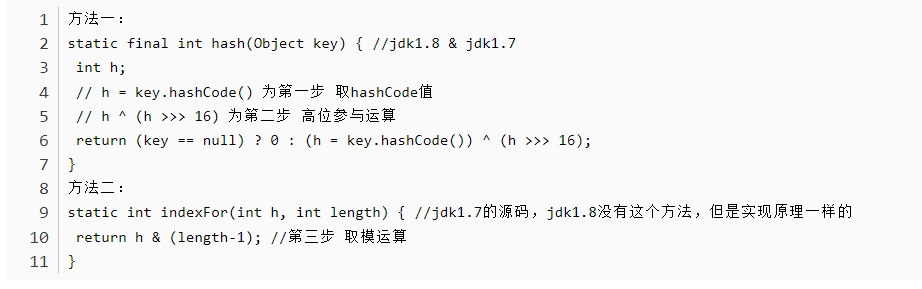 1 方法一：
2 static final int hash(Object key) { //jdk1.8 & jdk1.7
3 int h;
4 // h = key.hashCode() 为第一步 取hashCode值
5 // h ^ (h >>> 16) 为第二步 高位参与运算
6 return (key == null) ? 0 : (h = key.hashCode()) ^ (h >>> 16);
7 }
8 方法二：
9 static int indexFor(int h, int length) { //jdk1.7的源码，jdk1.8没有这个方法，但是实现原理一样的
10 return h & (length-1); //第三步 取模运算
11 }